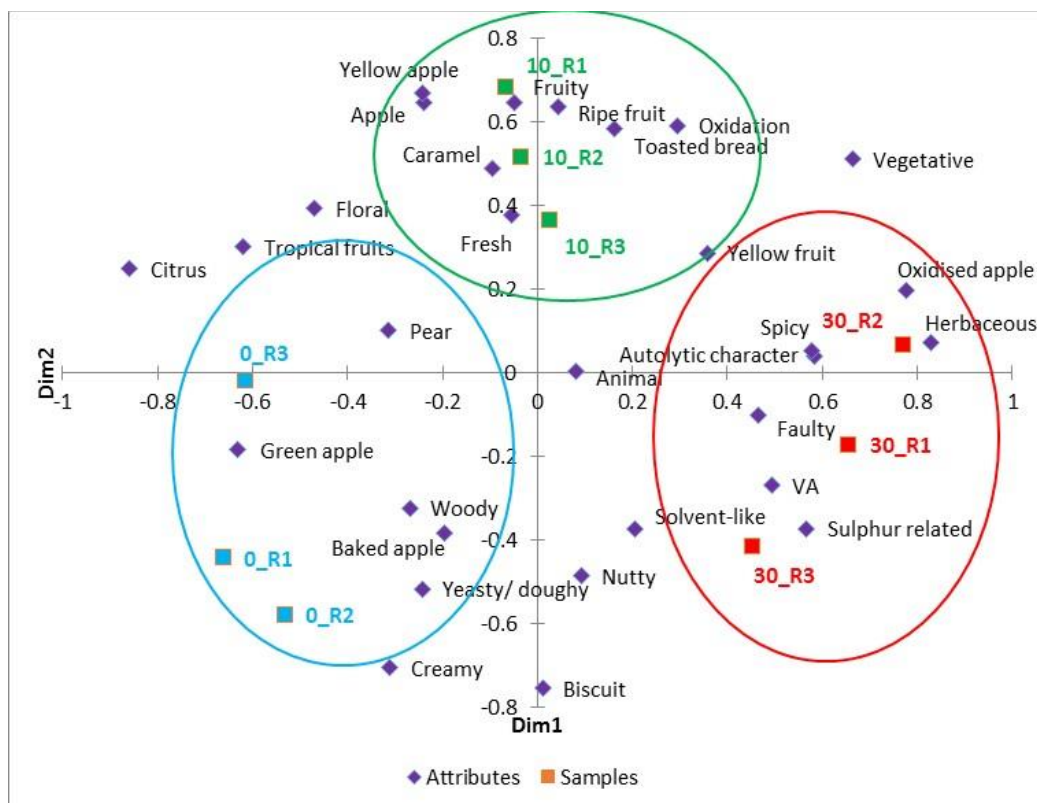 0.8
10_R1
Yellow apple
Fruity
0.6
Apple
Ripe fruit
Oxidation
Toasted bread
Caramel
10_R2
Vegetative
0.4
Floral
Fresh
10_R3
Tropical fruits
Yellow fruit
Citrus
Oxidised apple
0.2
Pear
Spicy
30_R2
Herbaceous
0_R3
Autolytic character
Dim2
0
Animal
-1 -0.8 -0.6 -0.4 -0.2 0 0.2 0.4 0.6 0.8 1
Faulty
30_R1
-0.2
Green apple
VA
Woody
Solvent-like
Sulphur related
-0.4
Baked apple
0_R1
30_R3
Yeasty/ doughy
Nutty
0_R2
-0.6
Creamy
Biscuit
-0.8
Dim1
Attributes Samples